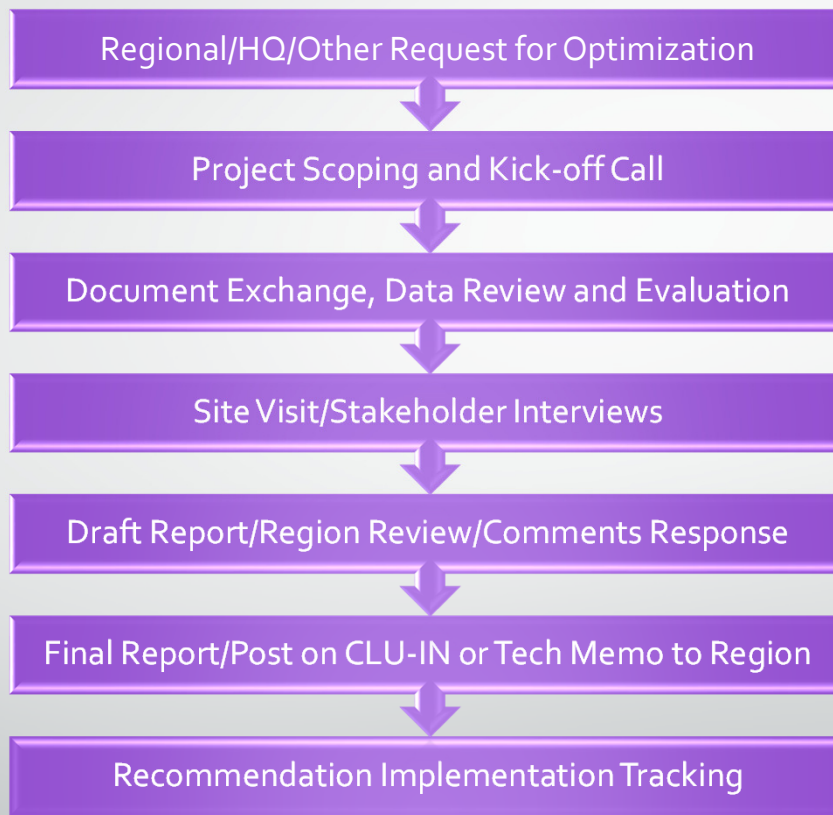 Regional/HQ/Other Request for Optimization
Project Scoping and Kick-off Call
Document Exchange, Data Review and Evaluation
Site Visit/Stakeholder Interviews
Draft Report/Region Review/Comments Response
Final Report/Post on CLU-IN or Tech Memo to Region
Recommendation Implementation Tracking